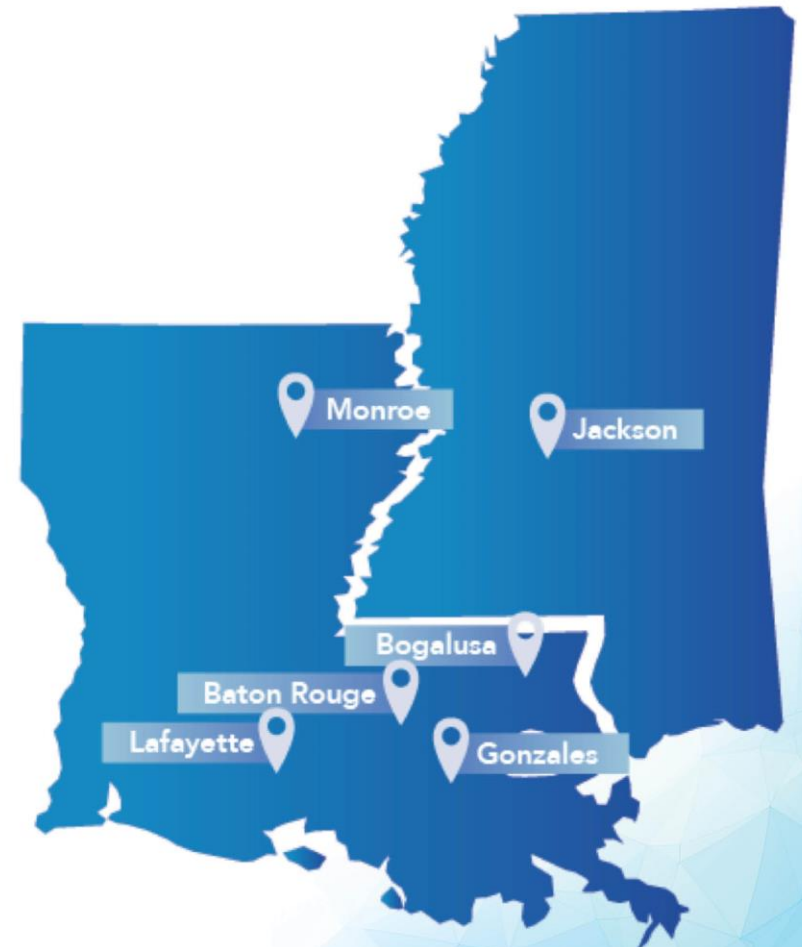 Monroe
Jackson
Bogalusa
Baton Rouge
Lafayette
Gonzales